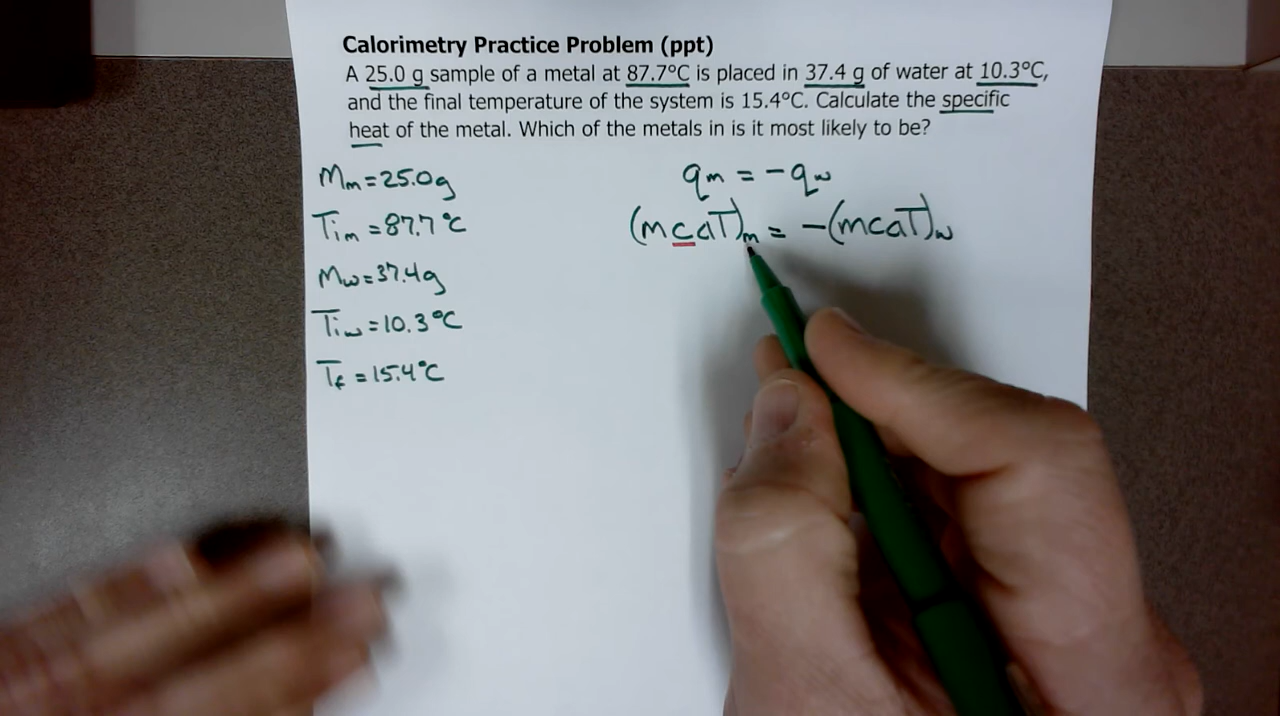 Calorimetry Practice Problem (ppt)
A 25.0 g sample of a metal at 87.7°C is placed in 37.4 g of water at 10.3°C,
and the final temperature of the system is 15.4°C. Calculate the specific
heat of the metal. Which of the metals in is it most likely to be?
Mm=25.0g
Tim=87.7°C
Mw=37.4g
Tiw=10.3°C
Tf=15.4°C
qm = -qw
(mcΔT)m = -(mcΔT)w